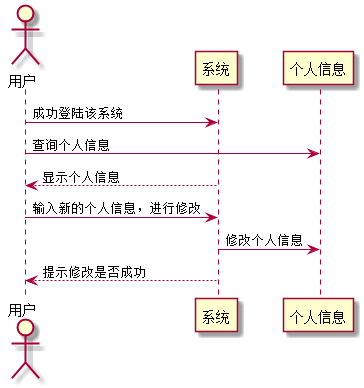 用户
系统
个人信息
成功登陆该系统
查询个人信息
显示个人信息
输入新的个人信息，进行修改
修改个人信息
提示修改是否成功
用户
系统
个人信息